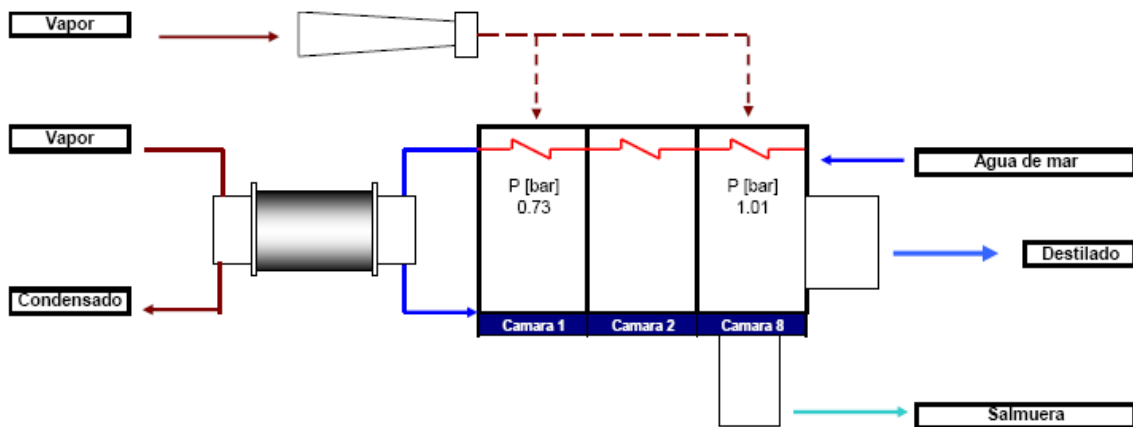 Vapor
Vapor
Agua de mar
P [bar]
0.73
P [bar]
1.01
Destilado
Condensado
Camara 1
Camara 2
Camara 8
Salmuera